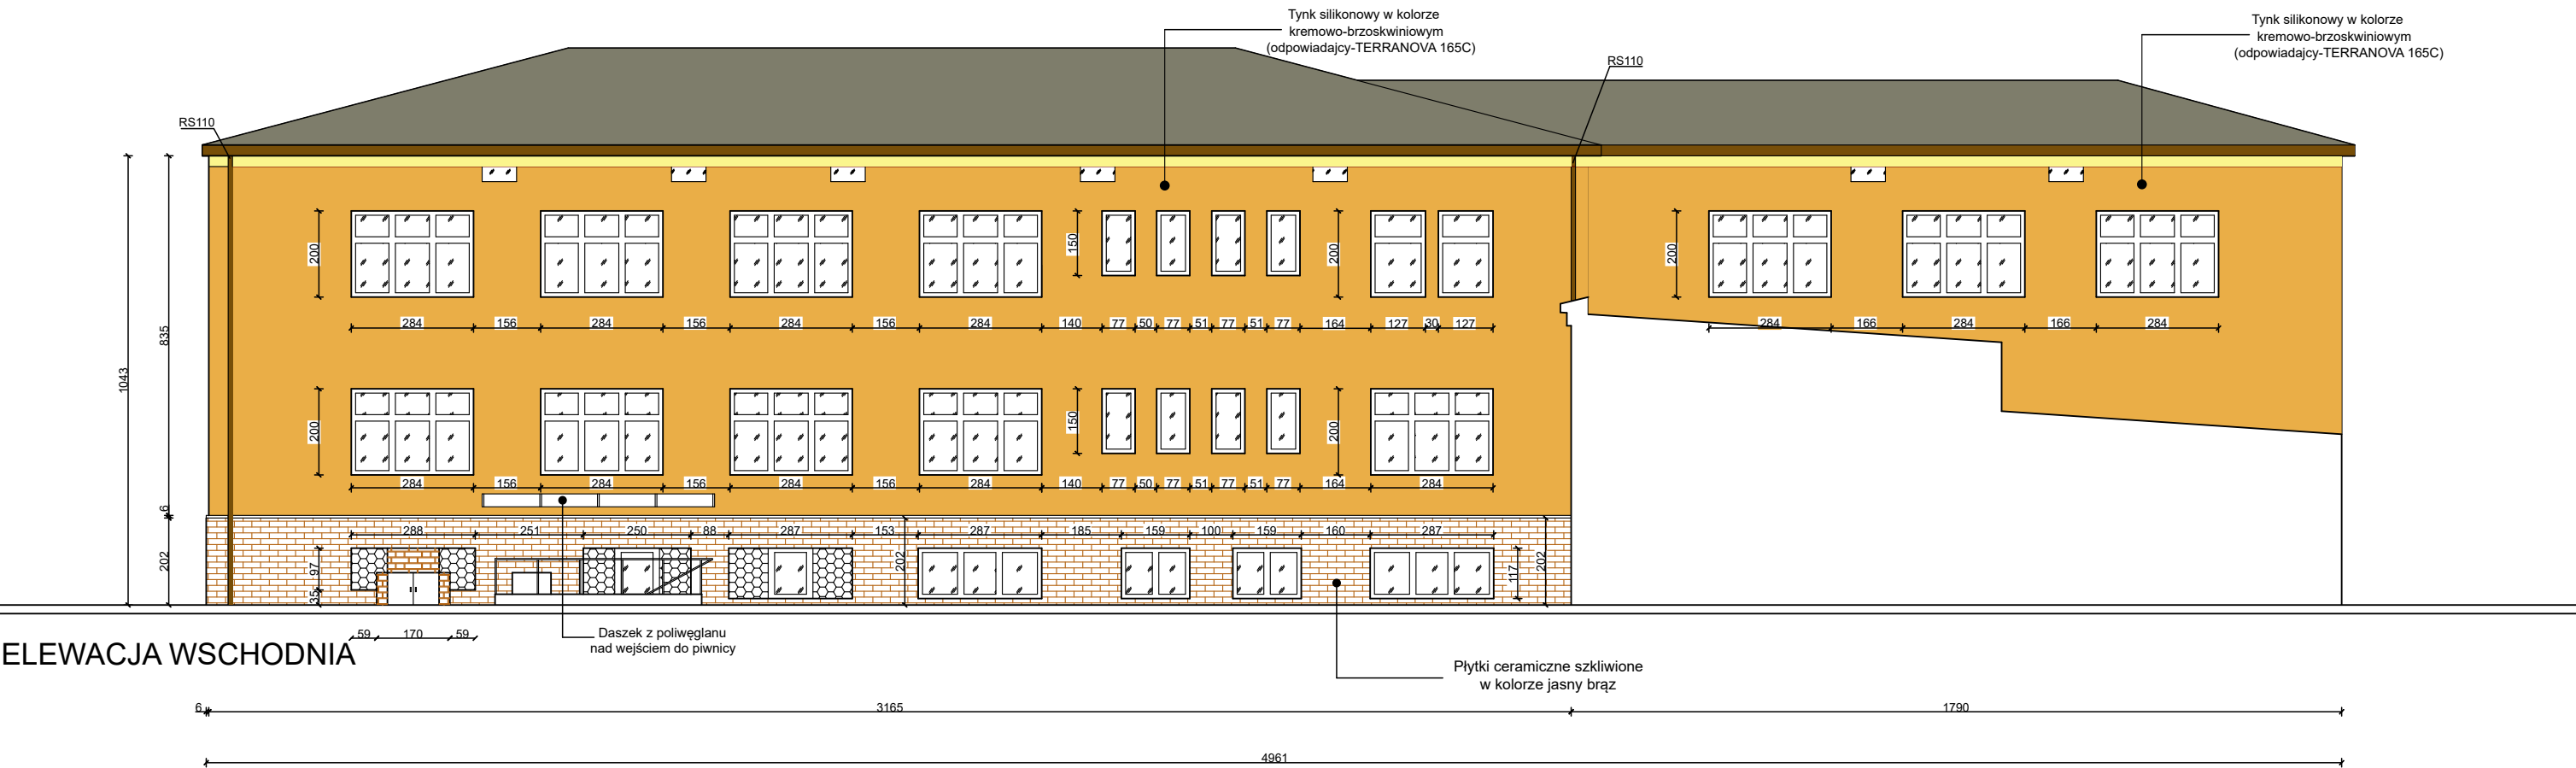 Tynk silikonowy w kolorze
kremowo-brzoskwiniowym
(odpowiadajcy-TERRANOVA 165C)
Tynk silikonowy w kolorze
kremowo-brzoskwiniowym
(odpowiadajcy-TERRANOVA 165C)
RS110
RS110
200
150
200
200
284 156 284 156 284 156 284 140 77 50 77 51 77 51 77 164 127 30 127 284 166 284 166 284
835
1043
200
150
200
284 156 284 156 284 156 284 140 77 50 77 51 77 51 77 164 284
6
288 251 250 88 287 153 287 185 159 100 159 160 287
202
97
35
202
117
202
59 170 59
Daszek z poliwęglanu
nad wejściem do piwnicy
ELEWACJA WSCHODNIA
Płytki ceramiczne szkliwione
w kolorze jasny brąz
6 3165 1790
4961